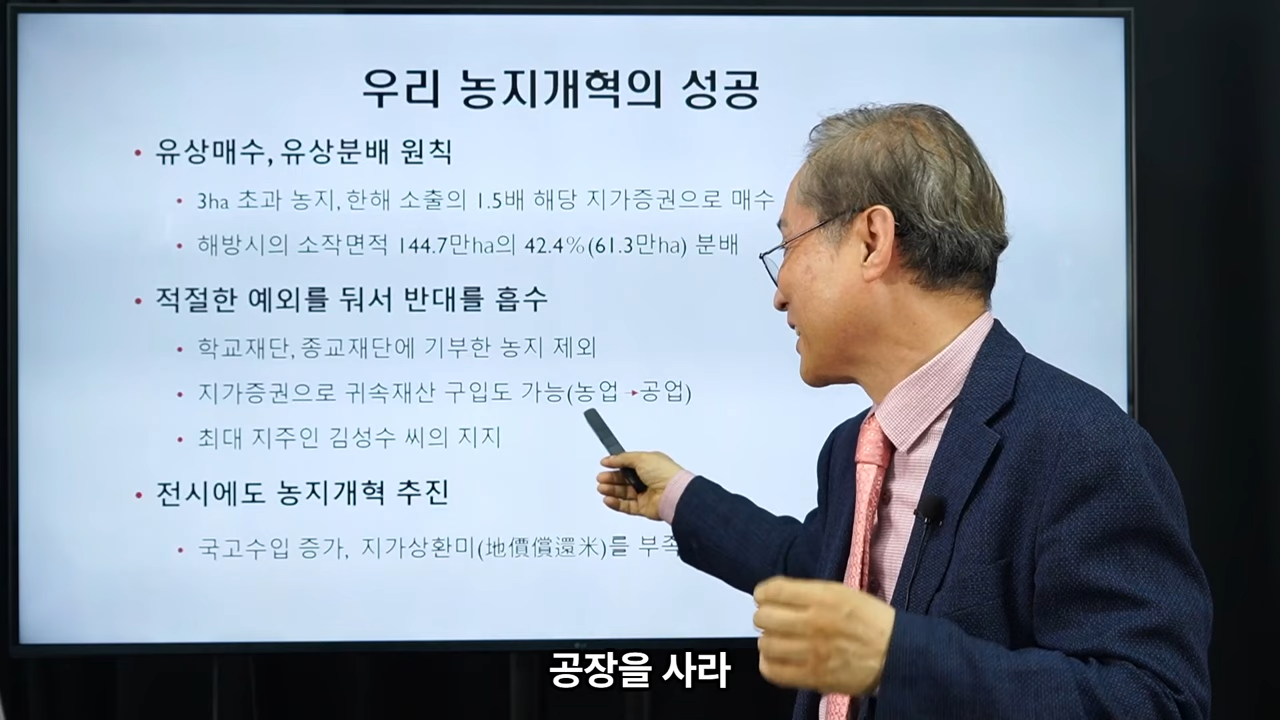 우리 농지개혁의 성공
• 유상매수, 유상분배 원칙
• 3ha 초과 농지, 한해 소출의 1.5배 해당 지가증권으로 매수
• 해방시의 소작면적 144.7만ha의 42.4%(61.3만ha) 분배
• 적절한 예외를 둬서 반대를 흡수
• 학교재단, 종교재단에 기부한 농지 제외
• 지가증권으로 귀속재산 구입도 가능(농업→공업)
• 최대 지주인 김성수 씨의 지지
• 전시에도 농지개혁 추진
• 국고수입 증가, 지가상환미(地價償還米)를 부족
공장을 사라